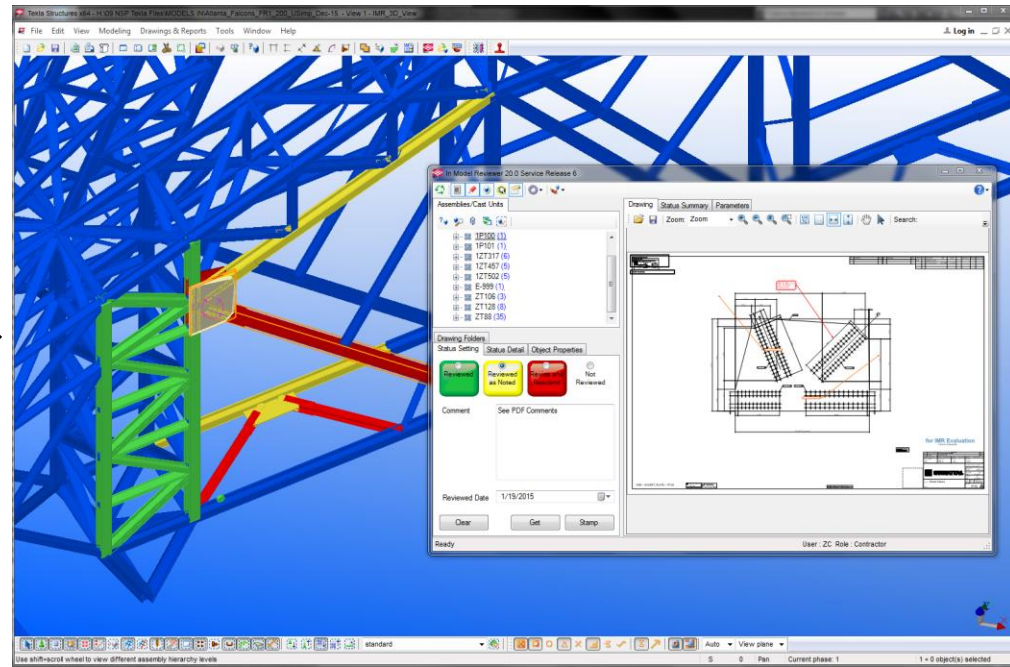 Tekla Structures x64 - H:\09 NSP Tekla Files\MODELS IN\Atlanta_Falcons_FR1_200_USimp_Dec-15 - View 1 - IMR_3D_View
File Edit View Modeling Drawings & Reports Tools Window Help
Log in
In Model Reviewer 20.0 Service Release 6
Assemblies/Cast Units
Drawing Status Summary Parameters
Zoom: Zoom
Search:
1P100 (1)
1P101 (1)
1ZT317 (6)
1ZT457 (5)
1ZT502 (5)
E-999 (1)
ZT106 (3)
ZT128 (8)
ZT88 (35)
Drawing Folders
Status Setting Status Detail Object Properties
Reviewed
Reviewed as Noted
Not Reviewed
Comment
See PDF Comments
for IMR Evaluation
Reviewed Date 1/19/2015
Clear Get Stamp
Ready
User : ZC Role : Contractor
standard
Auto
View plane
Use shift+scroll wheel to view different assembly hierarchy levels
S 0 Pan Current phase: 1 1 + 0 object(s) selected